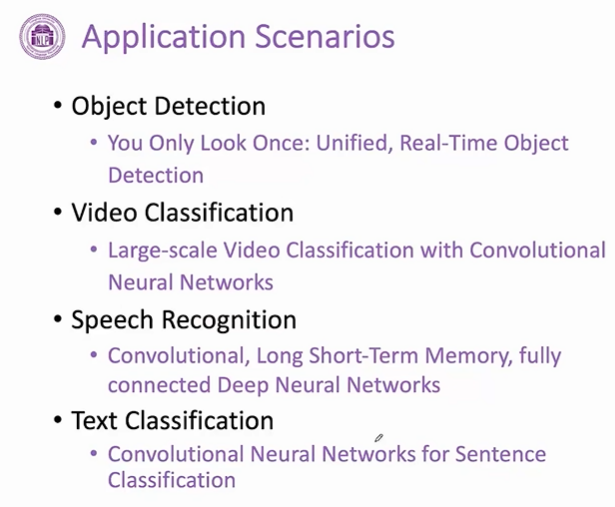 Application Scenarios
• Object Detection
• You Only Look Once: Unified, Real-Time Object
Detection
• Video Classification
• Large-scale Video Classification with Convolutional
Neural Networks
• Speech Recognition
• Convolutional, Long Short-Term Memory, fully
connected Deep Neural Networks
• Text Classification
• Convolutional Neural Networks for Sentence
Classification